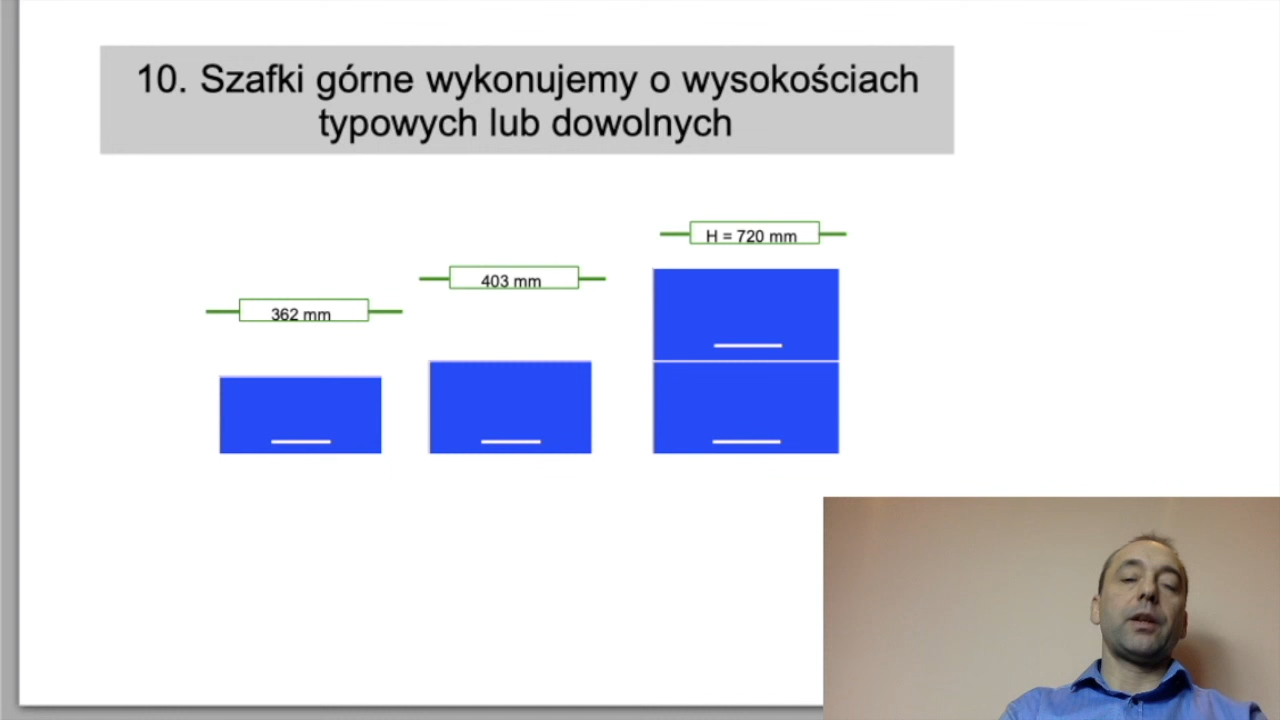 10. Szafki górne wykonujemy o wysokościach
typowych lub dowolnych
H = 720 mm
403 mm
362 mm